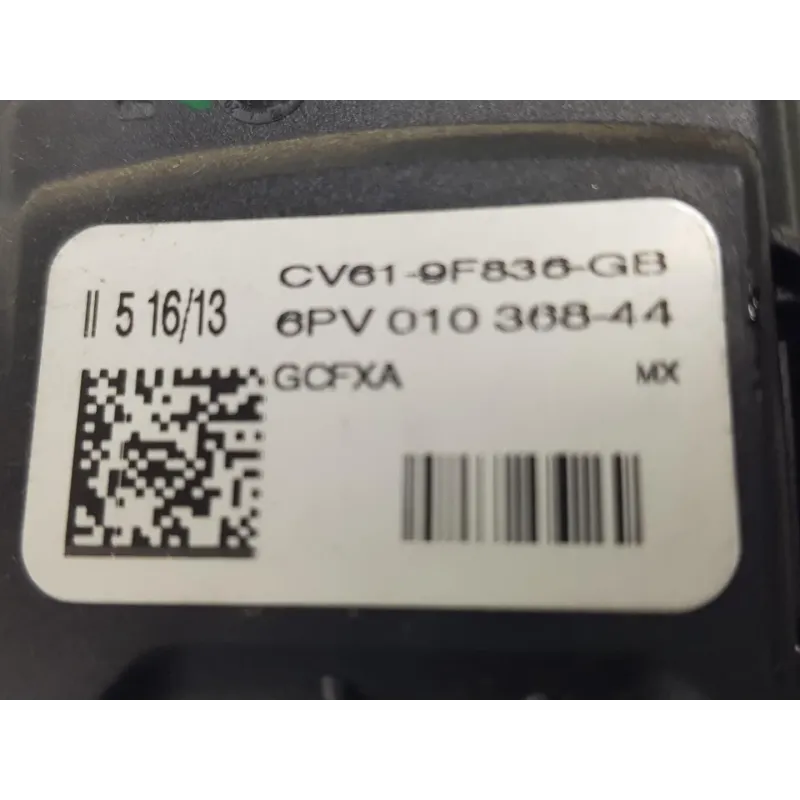 CV61-9F836-GB
II 5 16/13
6PV 010 368-44
GCFXA MX